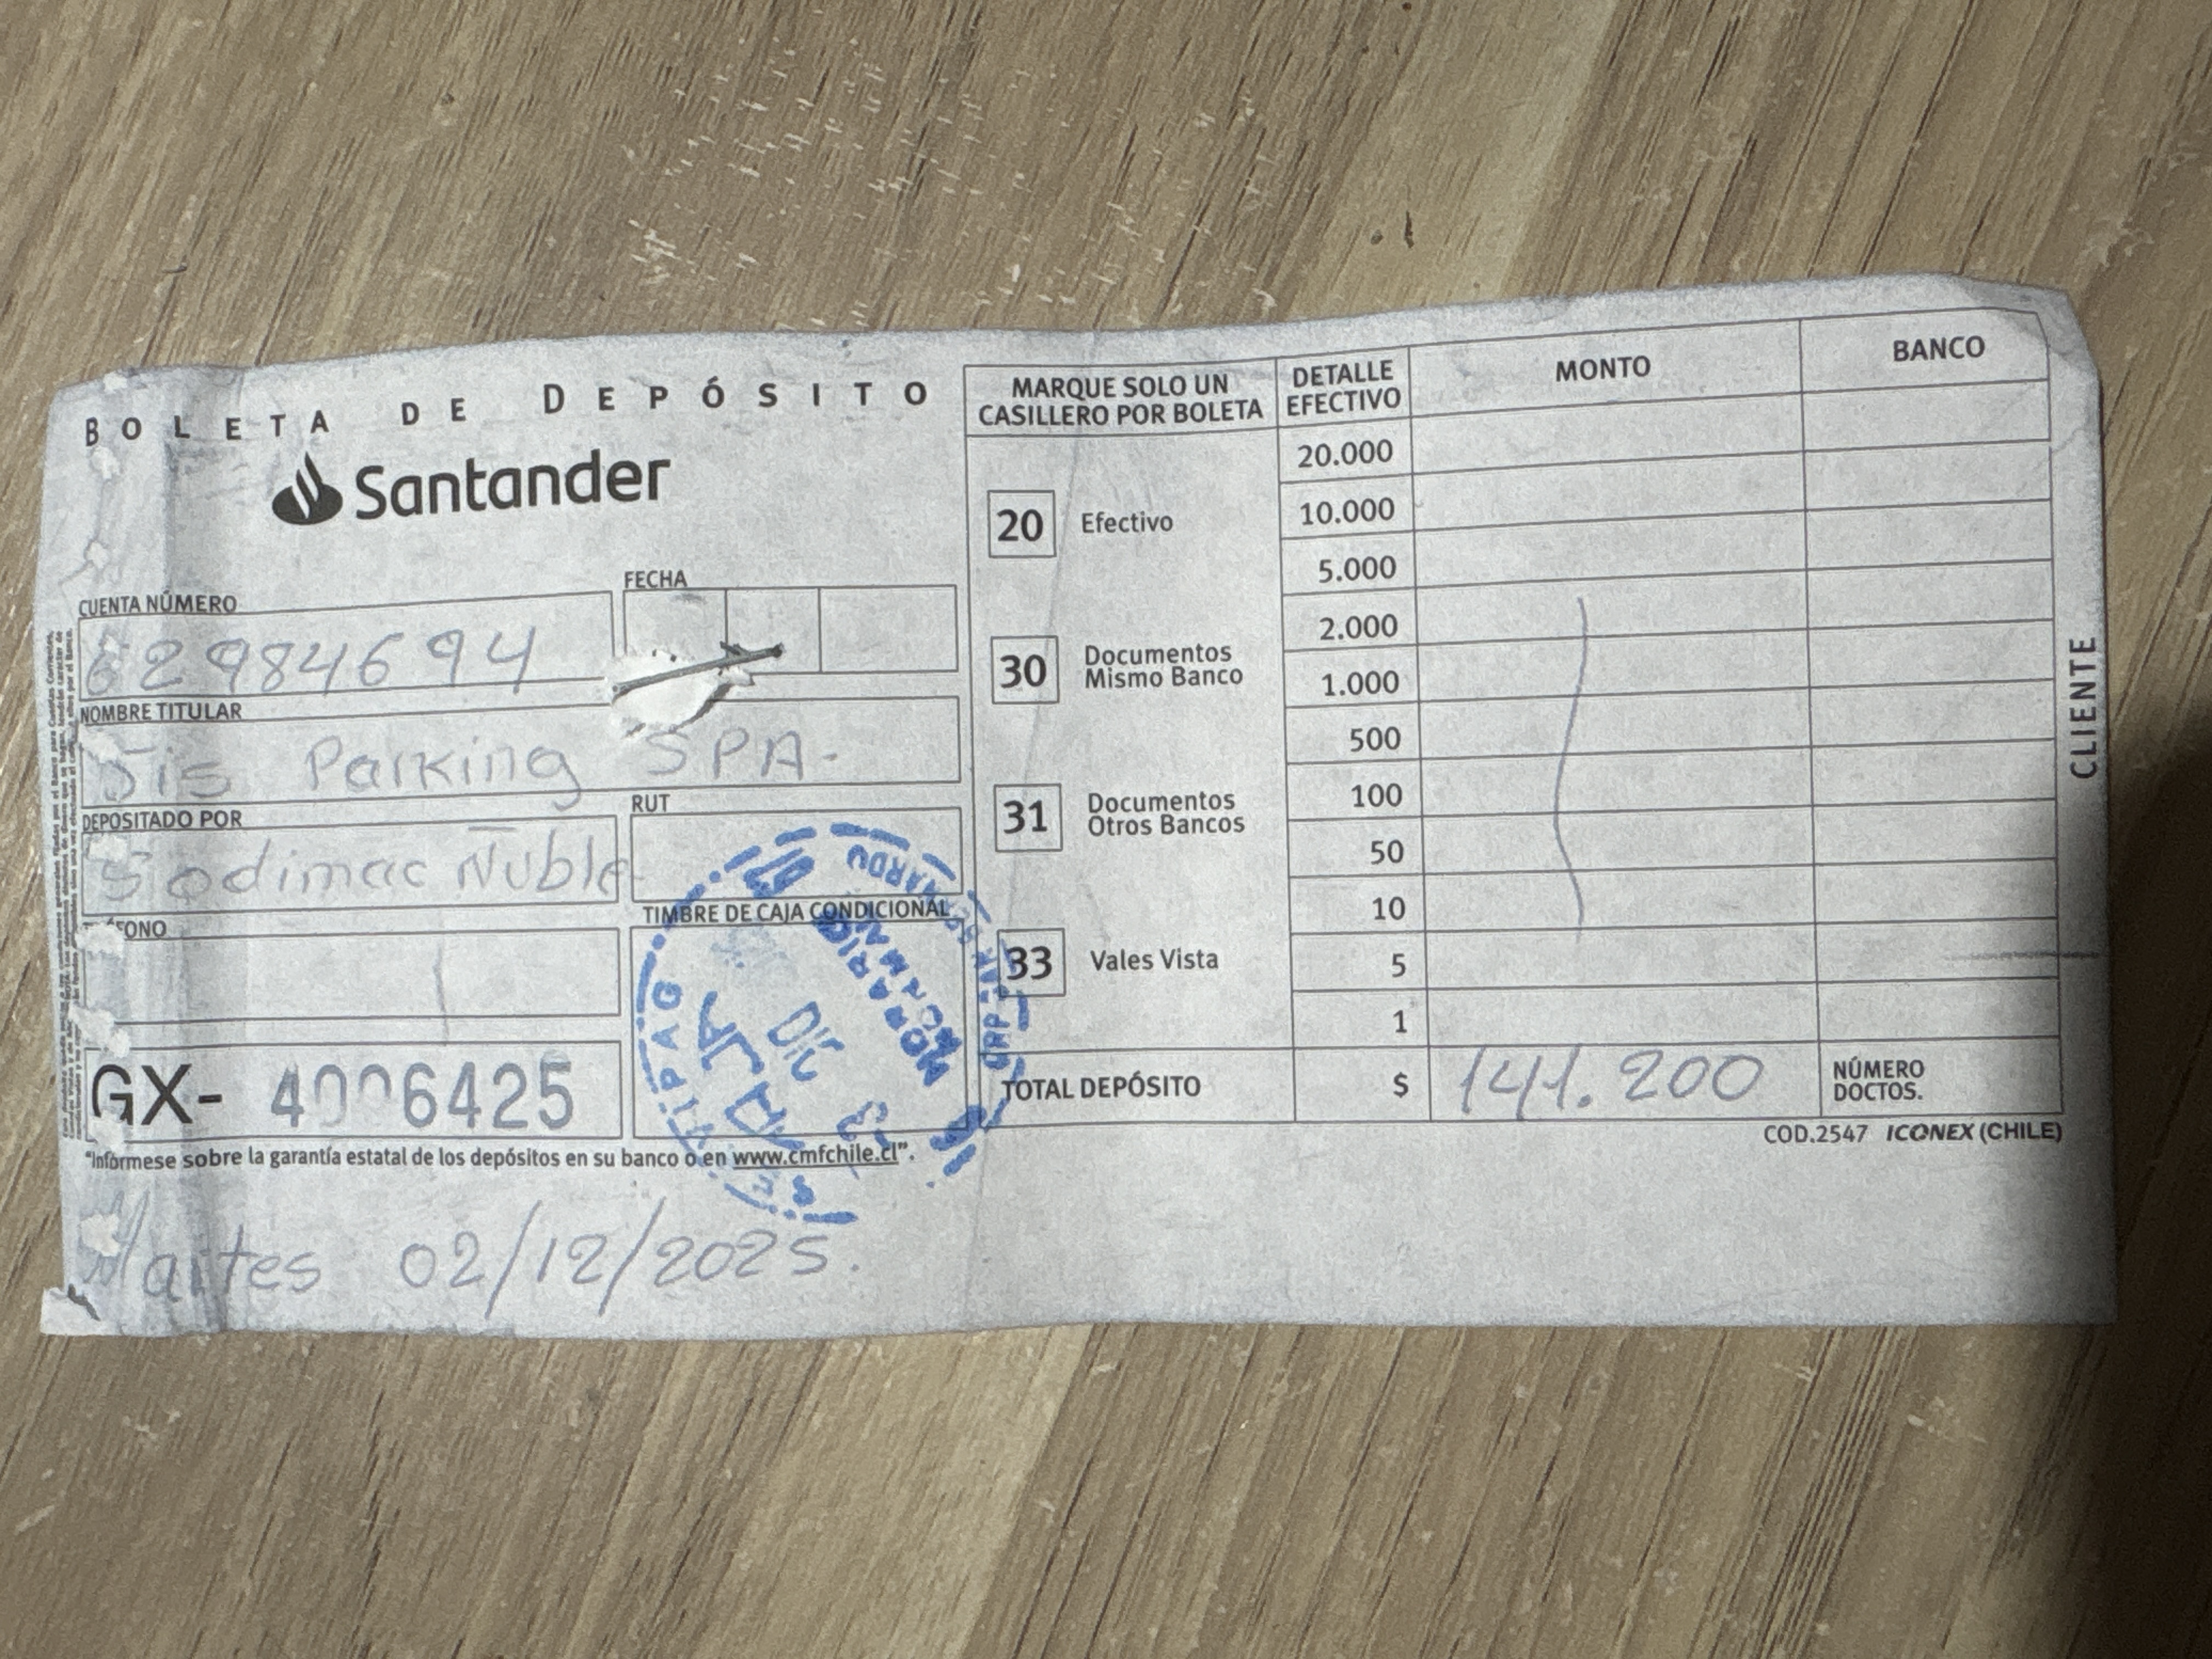 BOLETA DE DEPÓSITO
Santander
CUENTA NÚMERO
62984694
FECHA
NOMBRE TITULAR
Jis Parking SPA.
DEPOSITADO POR
Sodimac Ñuble
RUT
TIMBRE DE CAJA CONDICIONAL
GX- 4006425
"Infórmese sobre la garantía estatal de los depósitos en su banco o en www.cmfchile.cl".
Martes 02/12/2025.
MARQUE SOLO UN
CASILLERO POR BOLETA
20 Efectivo
30 Documentos
Mismo Banco
31 Documentos
Otros Bancos
33 Vales Vista
DETALLE
EFECTIVO
MONTO
BANCO
20.000
10.000
5.000
2.000
1.000
500
100
50
10
5
1
TOTAL DEPÓSITO $ 141.200
NÚMERO
DOCTOS.
COD.2547 ICONEX (CHILE)
CLIENTE
DIC